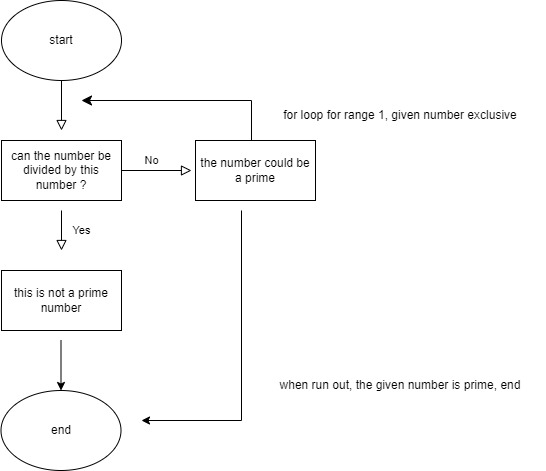 start
for loop for range 1, given number exclusive
can the number be
divided by this
number ?
No
the number could be
a prime
Yes
this is not a prime
number
when run out, the given number is prime, end
end